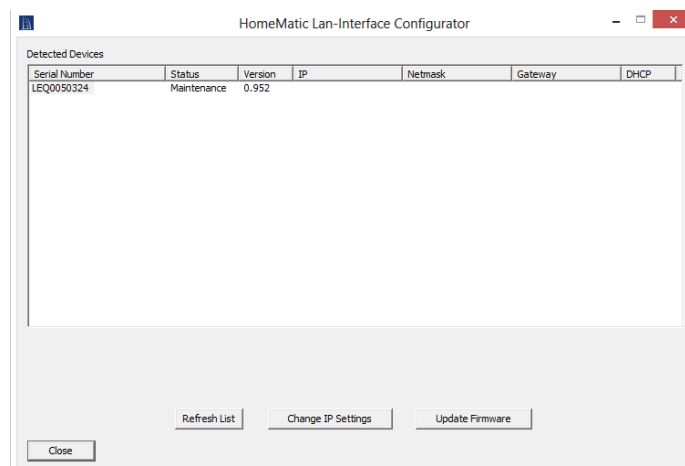 HomeMatic Lan-Interface Configurator
Detected Devices
Serial Number Status Version IP Netmask Gateway DHCP
LEQ0050324 Maintenance 0.952
Refresh List Change IP Settings Update Firmware
Close